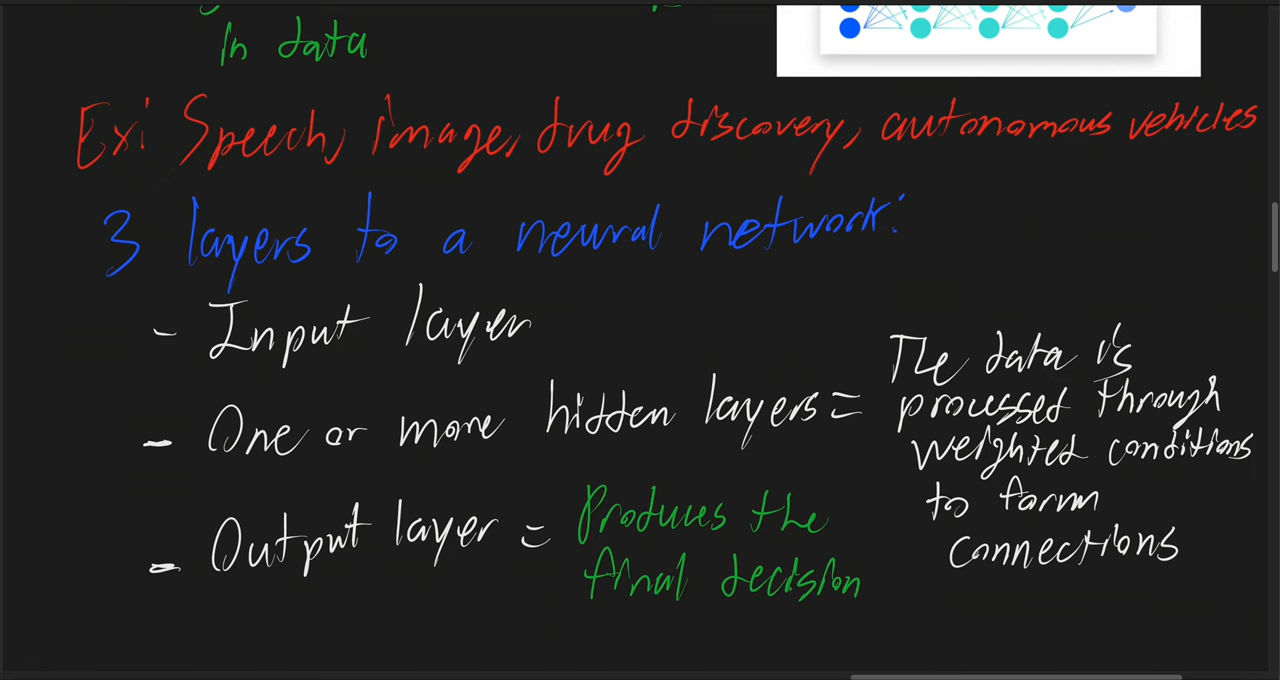 in data
Ex: Speech, image, drug discovery, autonomous vehicles
3 layers to a neural network:
- Input layer
- One or more hidden layers =
The data is
processed through
weighted conditions
to form
connections
- Output layer =
Produces the
final decision